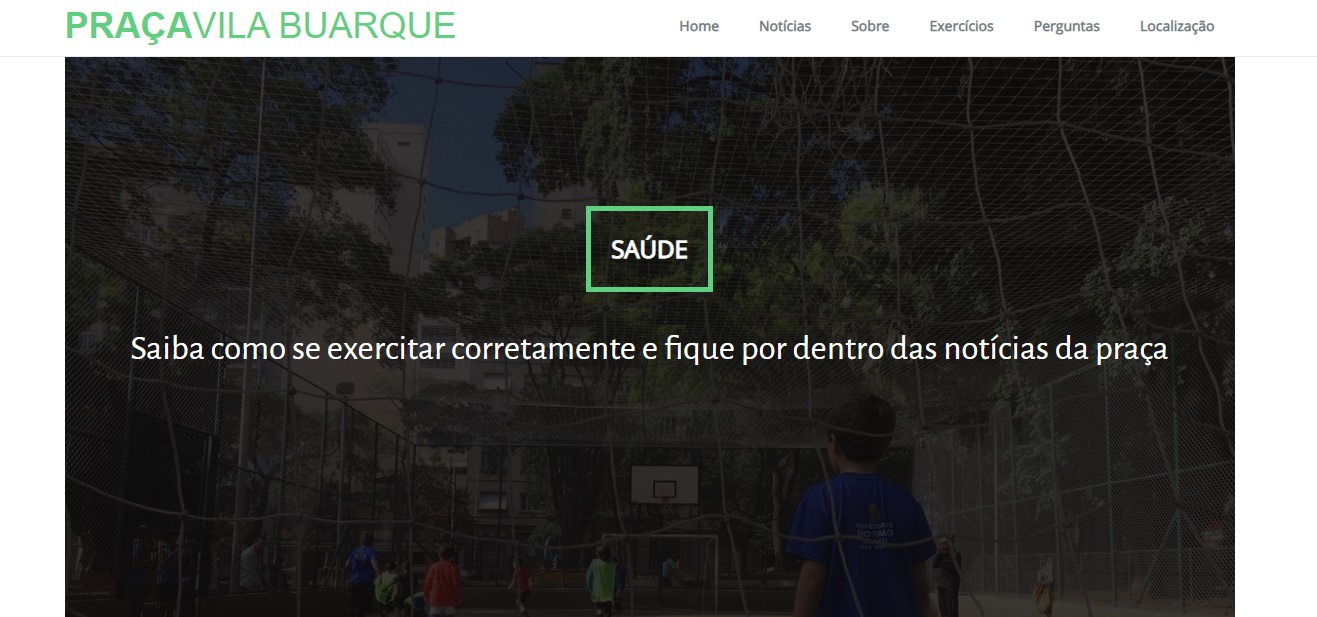 PRAÇAVILA BUARQUE
Home Notícias Sobre Exercícios Perguntas Localização
SAÚDE
Saiba como se exercitar corretamente e fique por dentro das notícias da praça